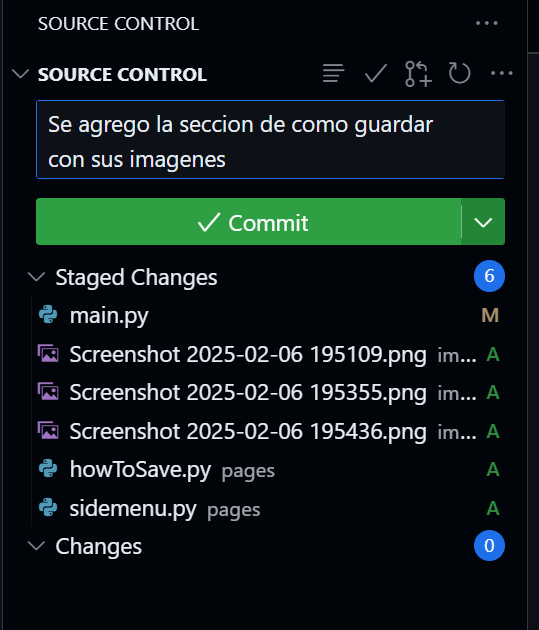 SOURCE CONTROL
SOURCE CONTROL
Se agrego la seccion de como guardar
con sus imagenes
Commit
Staged Changes 6
main.py M
Screenshot 2025-02-06 195109.png im... A
Screenshot 2025-02-06 195355.png im... A
Screenshot 2025-02-06 195436.png im... A
howToSave.py pages A
sidemenu.py pages A
Changes 0